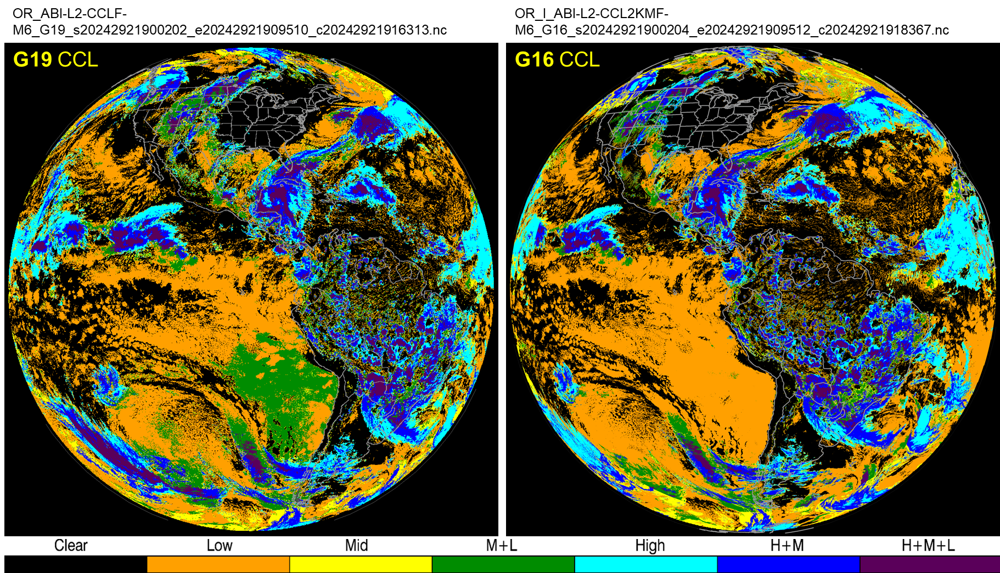 OR_ABI-L2-CCLF-
M6_G19_s20242921900202_e20242921909510_c20242921916313.nc
OR_I_ABI-L2-CCL2KMF-
M6_G16_s20242921900204_e20242921909512_c20242921918367.nc
G19 CCL
G16 CCL
Clear Low Mid M+L High H+M H+M+L